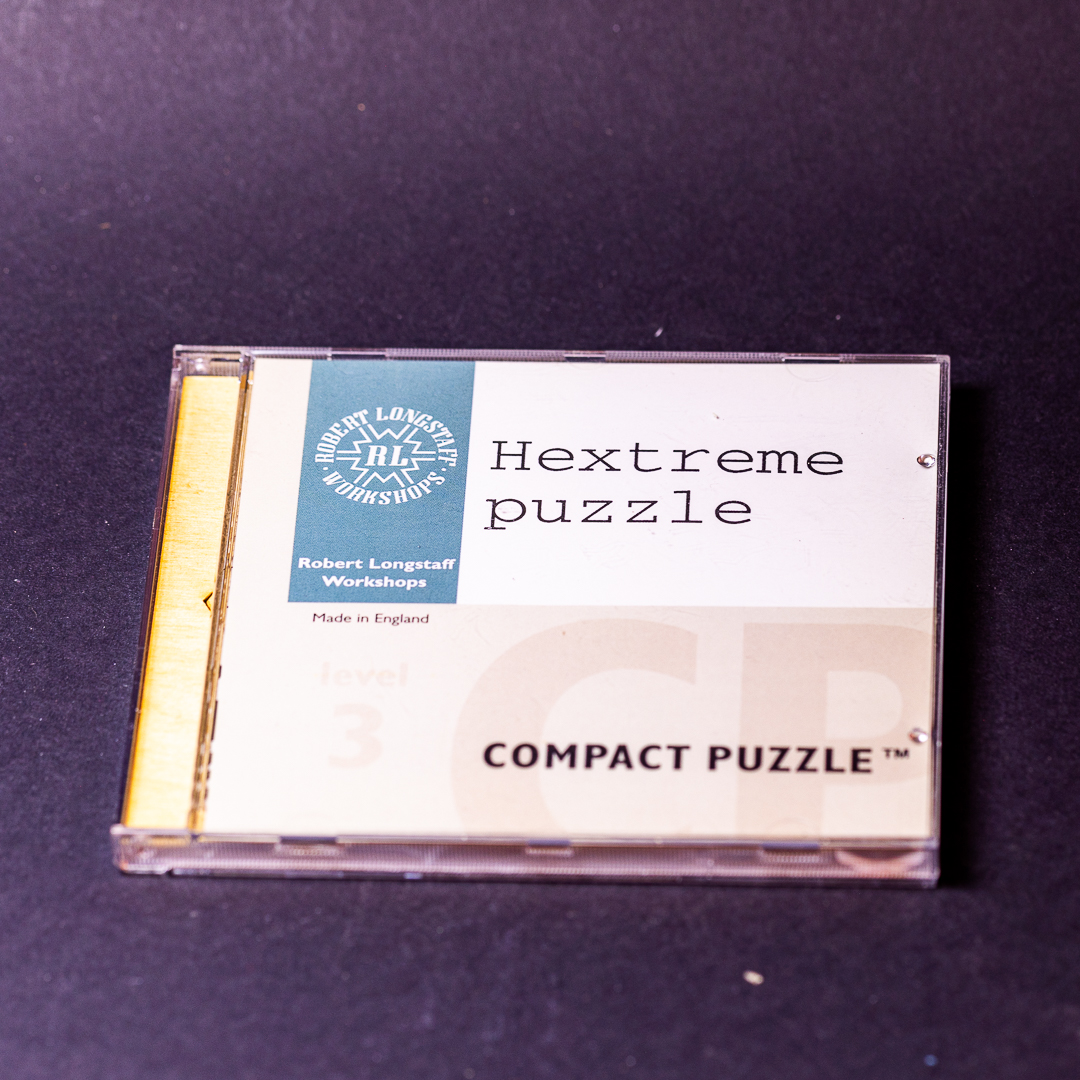 ROBERT LONGSTAFF
· WORKSHOPS ·
RL
Robert Longstaff
Workshops
Made in England
Hextreme
puzzle
level
3
CP
COMPACT PUZZLE™